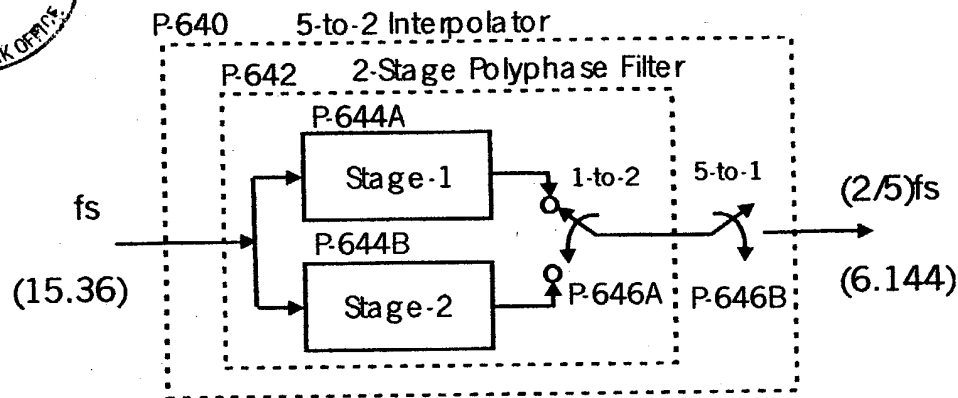 K OFFICE
P-640 5-to-2 Interpolator
P-642 2-Stage Polyphase Filter
P-644A
Stage-1
1-to-2
5-to-1
fs
(15.36)
P-644B
Stage-2
P-646A
P-646B
(2/5)fs
(6.144)